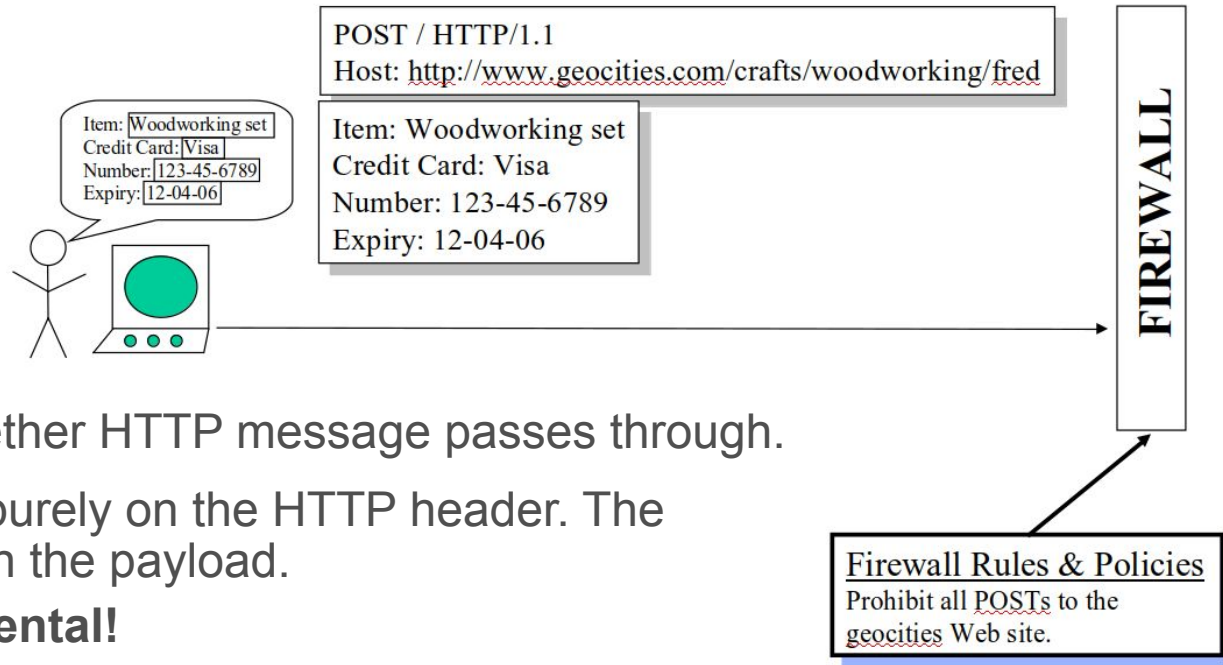 POST / HTTP/1.1
Host: http://www.geocities.com/crafts/woodworking/fred
Item: Woodworking set
Credit Card: Visa
Number: 123-45-6789
Expiry: 12-04-06
Item: Woodworking set
Credit Card: Visa
Number: 123-45-6789
Expiry: 12-04-06
FIREWALL
ether HTTP message passes through.
purely on the HTTP header. The
n the payload.
ental!
Firewall Rules & Policies
Prohibit all POSTs to the
geocities Web site.